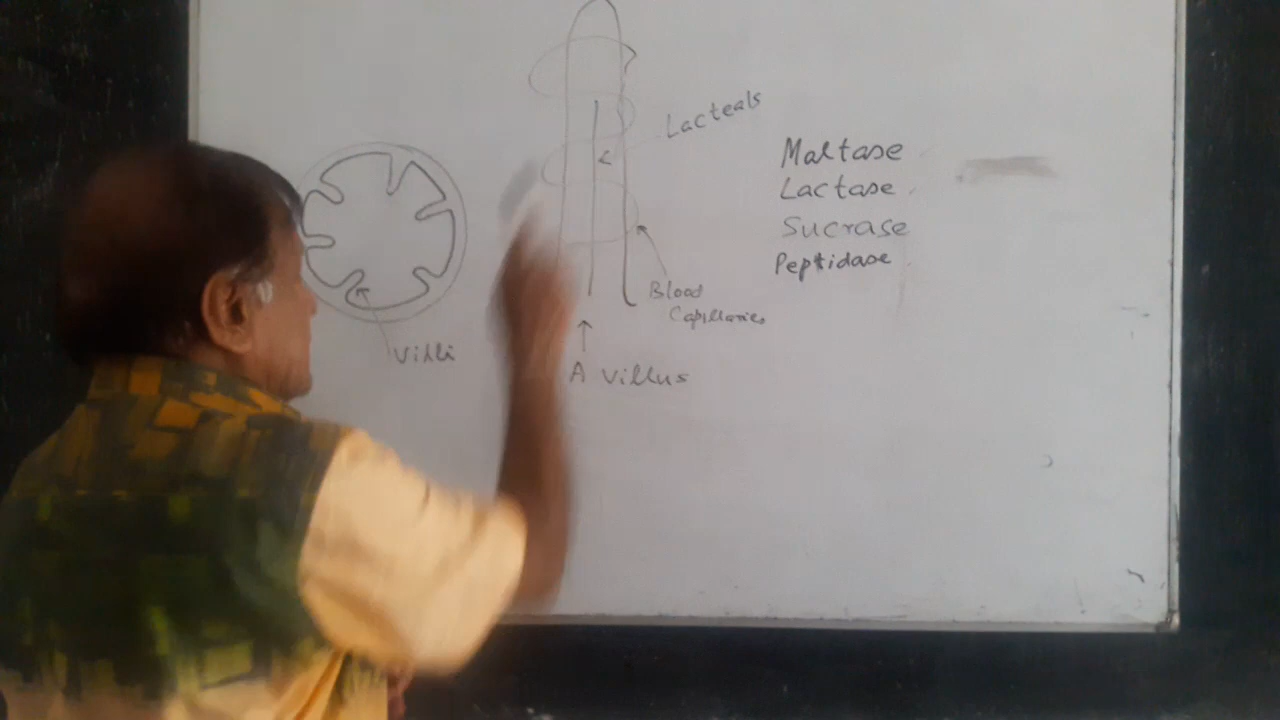 Lacteals
Maltase
Lactase
Sucrase
Peptidase
Blood
Capillaries
Villi
A Villus